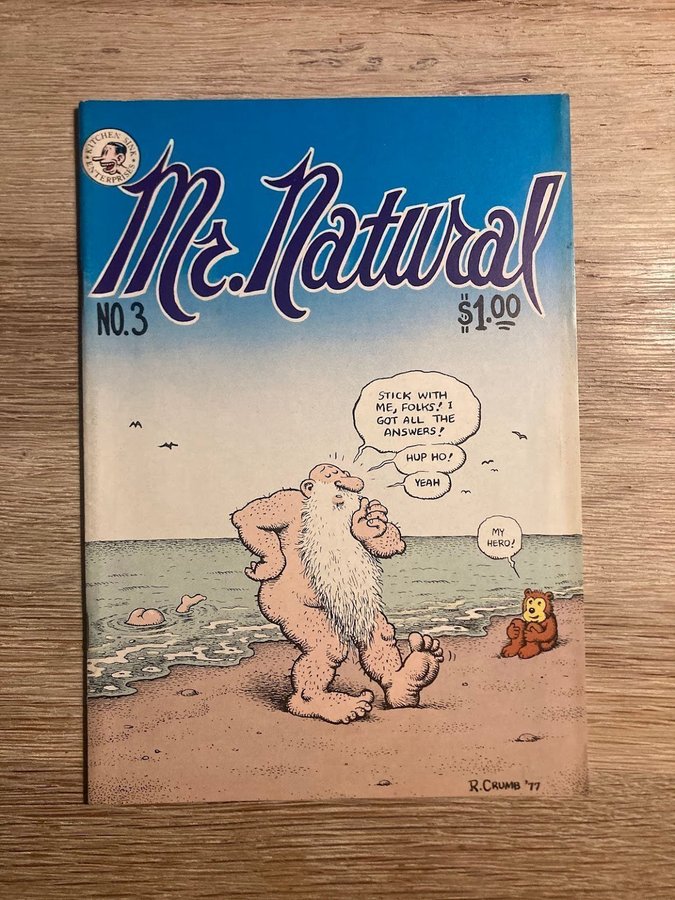 KITCHEN SINK
ENTERPRISES
Mr. Natural
NO.3
$1.00
STICK WITH
ME, FOLKS! I
GOT ALL THE
ANSWERS!
HUP HO!
YEAH
MY
HERO!
R. CRUMB '77